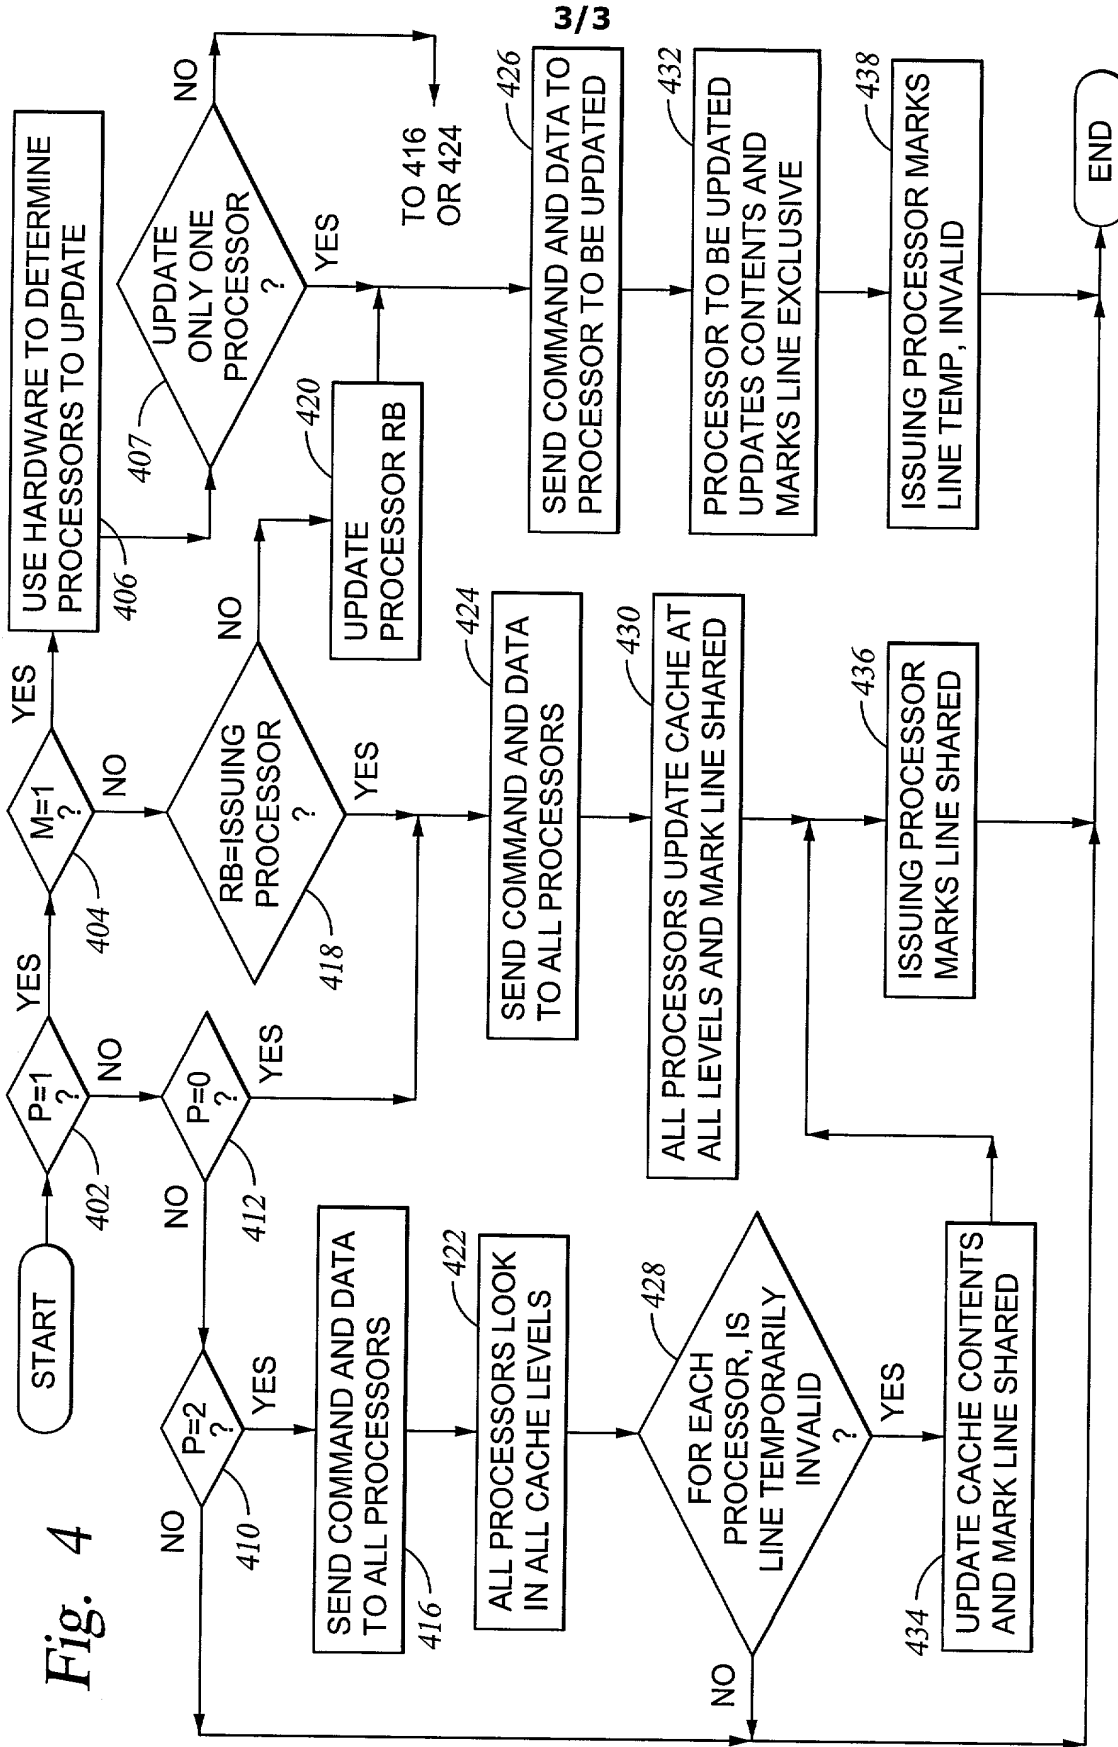 3/3
Fig. 4
START
P=1
?
402
YES
NO
M=1
?
404
YES
NO
USE HARDWARE TO DETERMINE
PROCESSORS TO UPDATE
406
UPDATE
ONLY ONE
PROCESSOR
?
407
NO
YES
TO 416
OR 424
P=0
?
412
NO
YES
RB=ISSUING
PROCESSOR
?
418
NO
YES
UPDATE
PROCESSOR RB
420
P=2
?
410
NO
YES
SEND COMMAND AND DATA
TO ALL PROCESSORS
416
ALL PROCESSORS LOOK
IN ALL CACHE LEVELS
422
FOR EACH
PROCESSOR, IS
LINE TEMPORARILY
INVALID
?
428
NO
YES
UPDATE CACHE CONTENTS
AND MARK LINE SHARED
434
SEND COMMAND AND DATA
TO ALL PROCESSORS
424
ALL PROCESSORS UPDATE CACHE AT
ALL LEVELS AND MARK LINE SHARED
430
ISSUING PROCESSOR
MARKS LINE SHARED
436
SEND COMMAND AND DATA TO
PROCESSOR TO BE UPDATED
426
PROCESSOR TO BE UPDATED
UPDATES CONTENTS AND
MARKS LINE EXCLUSIVE
432
ISSUING PROCESSOR MARKS
LINE TEMP, INVALID
438
END